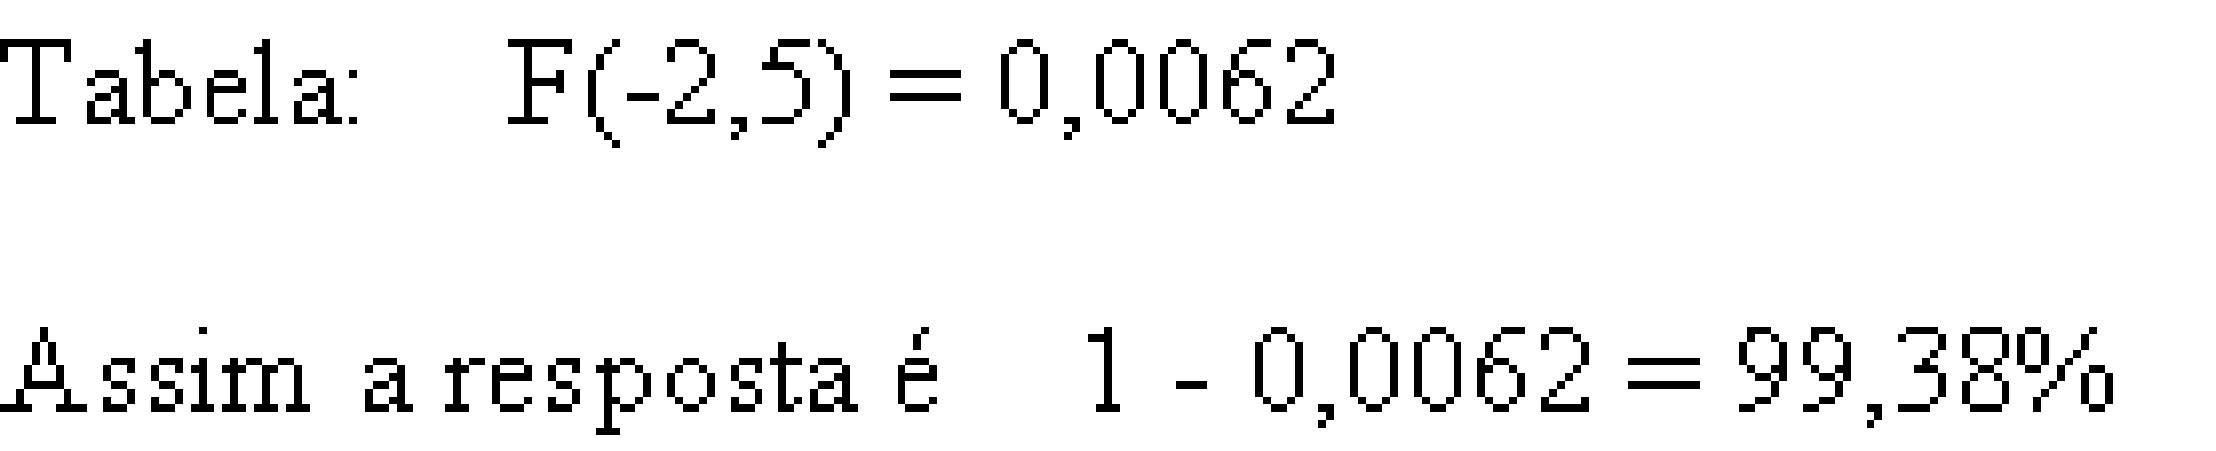 Tabela: F(-2,5) = 0,0062
Assim a resposta é 1 - 0,0062 = 99,38%